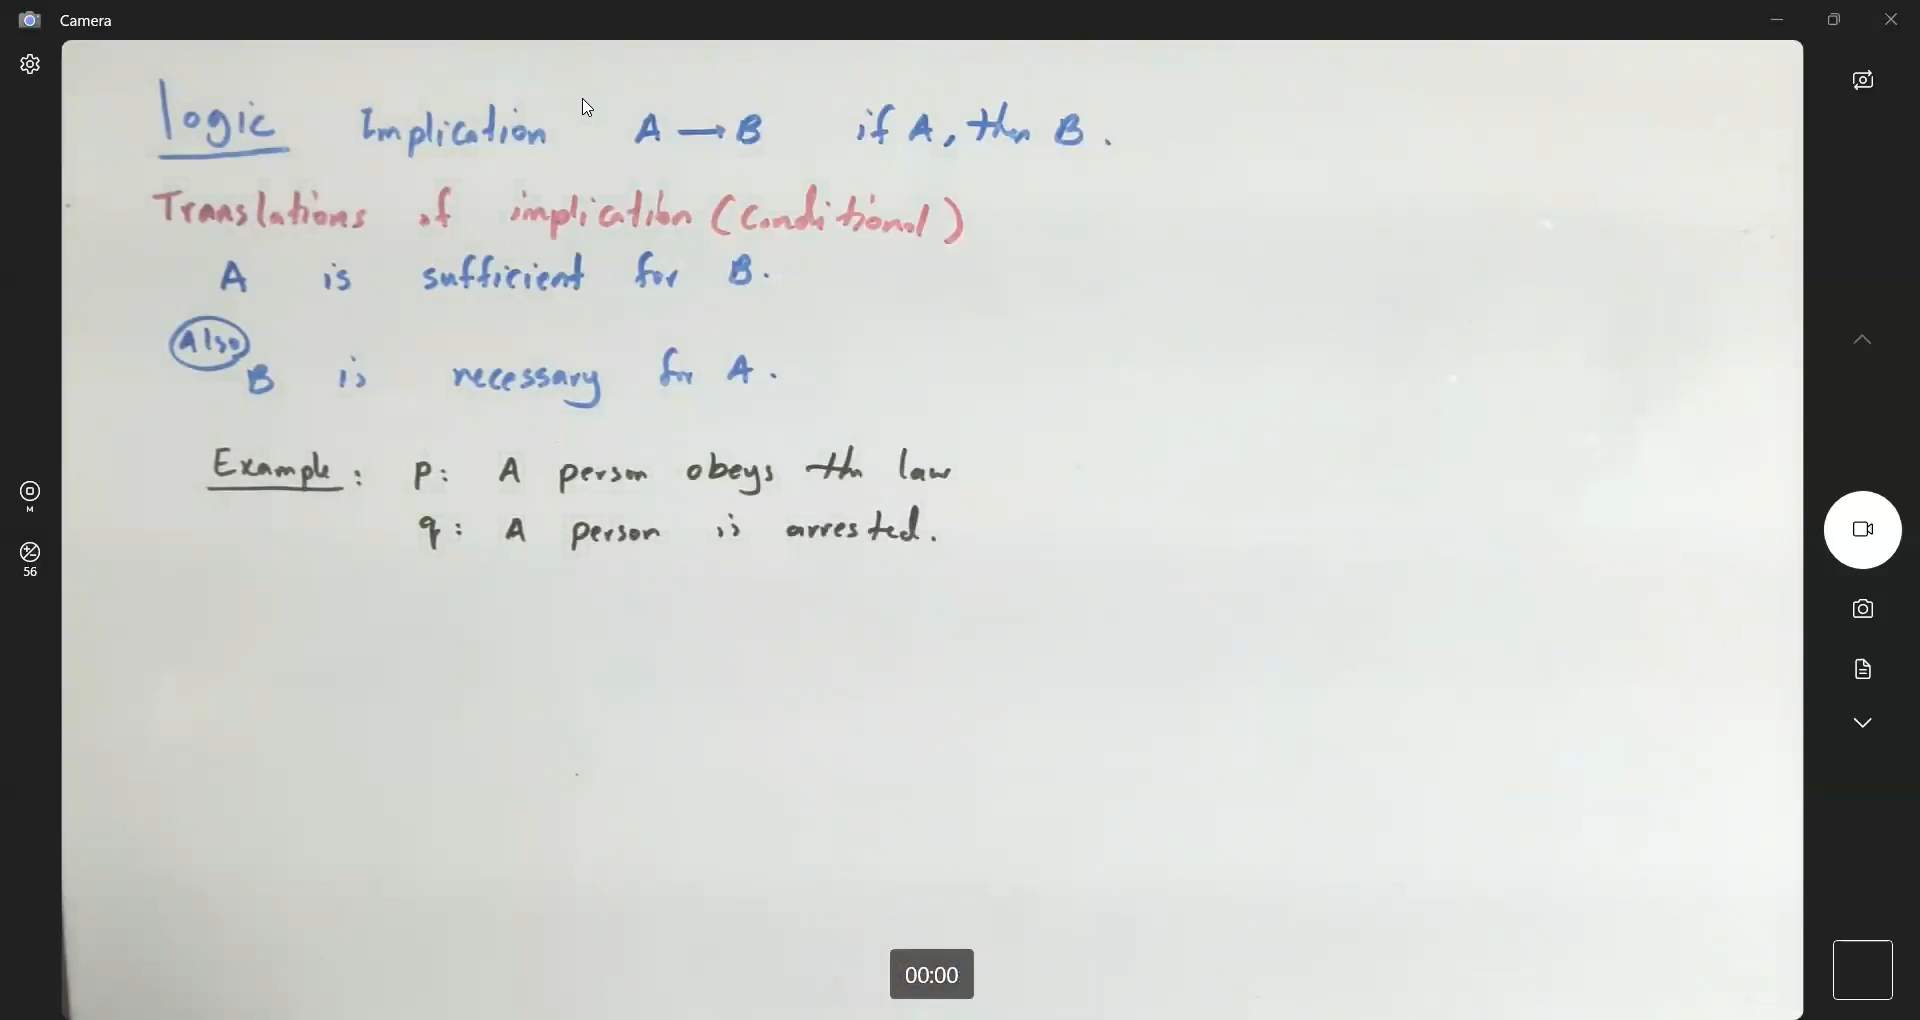 Camera
logic Implication A → B if A, then B.
Translations of implication (Conditional)
A is sufficient for B.
Also
B is necessary for A.
Example: p: A person obeys the law
q: A person is arrested.
M
56
00:00